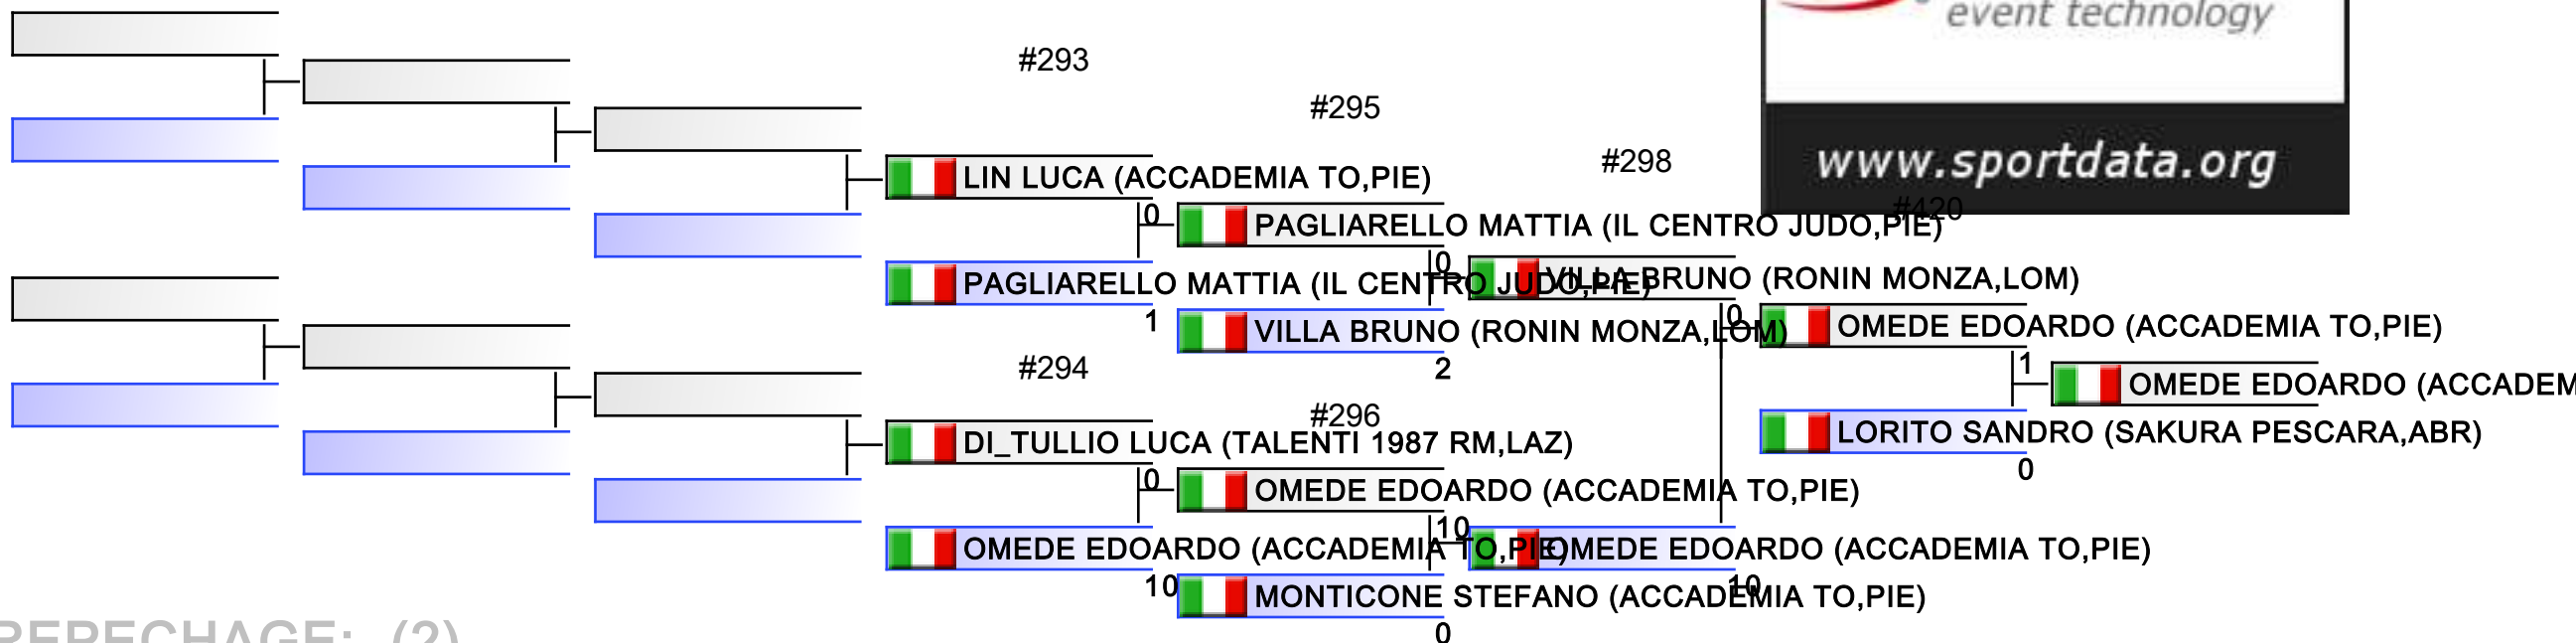 event technology
#293
#295
#298
www.sportdata.org
LIN LUCA (ACCADEMIA TO,PIE)
#420
0
PAGLIARELLO MATTIA (IL CENTRO JUDO,PIE)
0
PAGLIARELLO MATTIA (IL CENTRO JUDO,PIE)
VILLA BRUNO (RONIN MONZA,LOM)
1
VILLA BRUNO (RONIN MONZA,LOM)
0
OMEDE EDOARDO (ACCADEMIA TO,PIE)
#294
2
1
OMEDE EDOARDO (ACCADEM
#296
DI_TULLIO LUCA (TALENTI 1987 RM,LAZ)
LORITO SANDRO (SAKURA PESCARA,ABR)
0
0
OMEDE EDOARDO (ACCADEMIA TO,PIE)
10
OMEDE EDOARDO (ACCADEMIA TO,PIE)
OMEDE EDOARDO (ACCADEMIA TO,PIE)
10
10
MONTICONE STEFANO (ACCADEMIA TO,PIE)
0
REPECHAGE: (2)